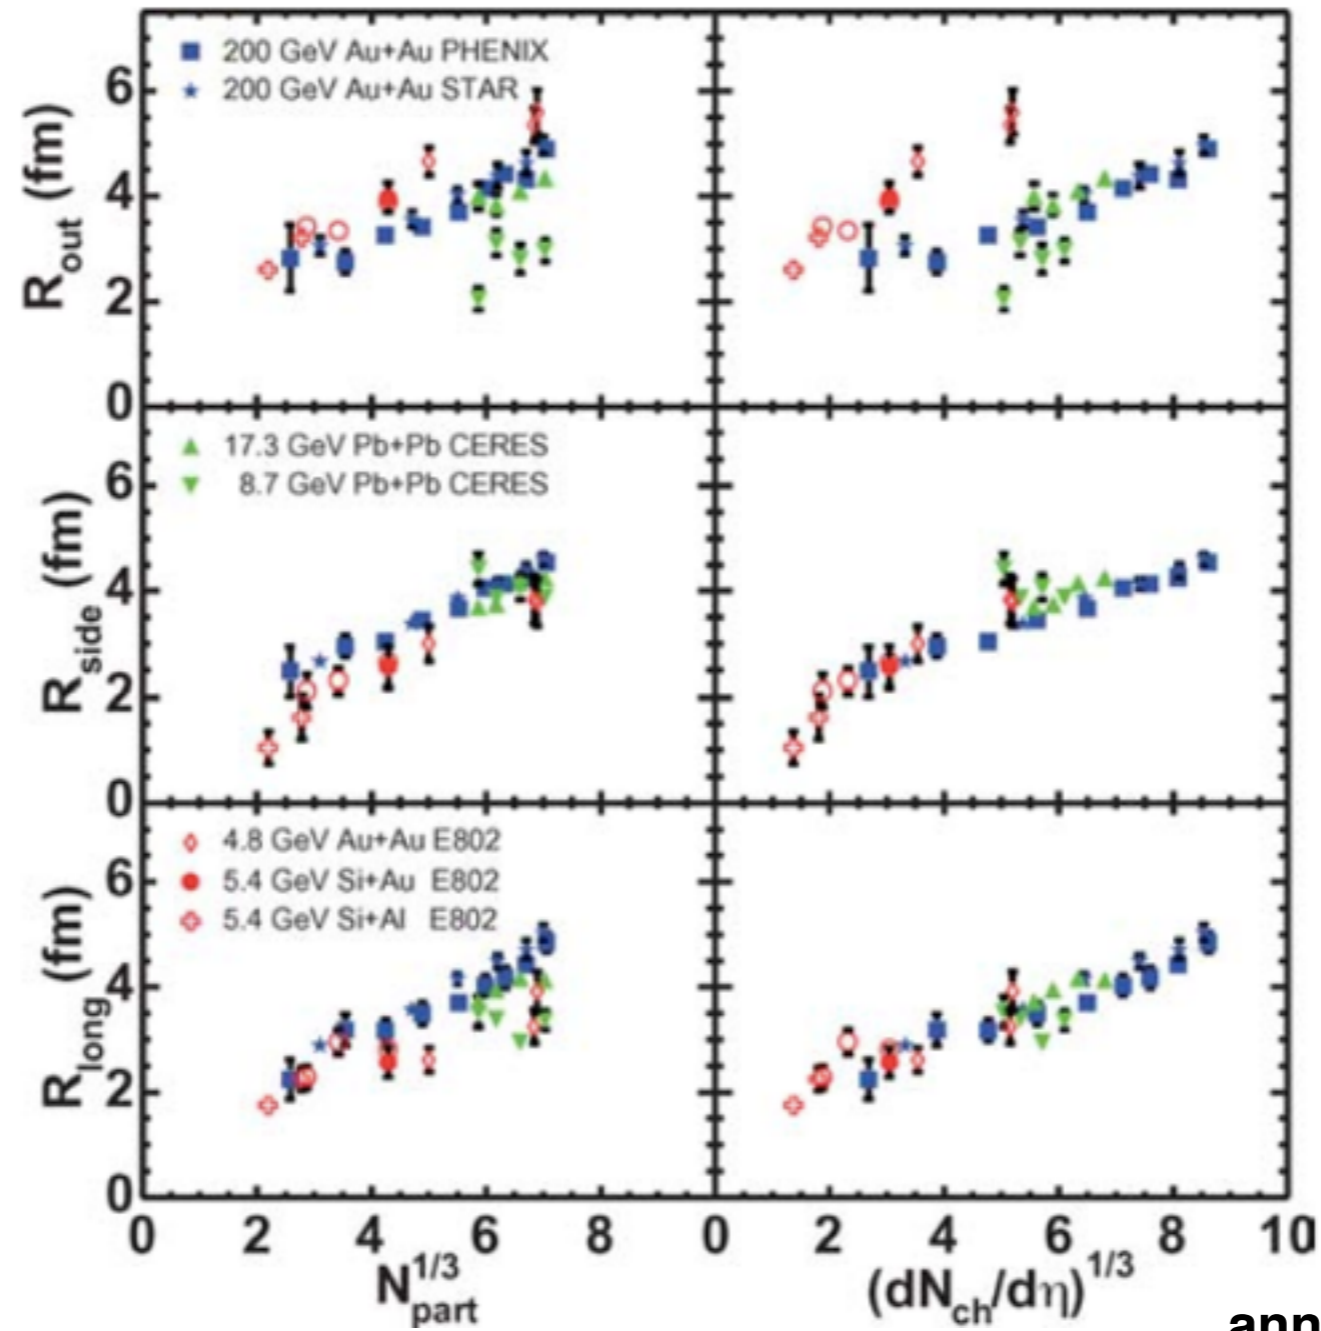 200 GeV Au+Au PHENIX
200 GeV Au+Au STAR
R_out (fm)
6
4
2
0
17.3 GeV Pb+Pb CERES
8.7 GeV Pb+Pb CERES
R_side (fm)
6
4
2
0
4.8 GeV Au+Au E802
5.4 GeV Si+Au E802
5.4 GeV Si+Al E802
R_long (fm)
6
4
2
0
0 2 4 6 8 0 2 4 6 8 10
N_part^1/3
(dN_ch/dη)^1/3
ann